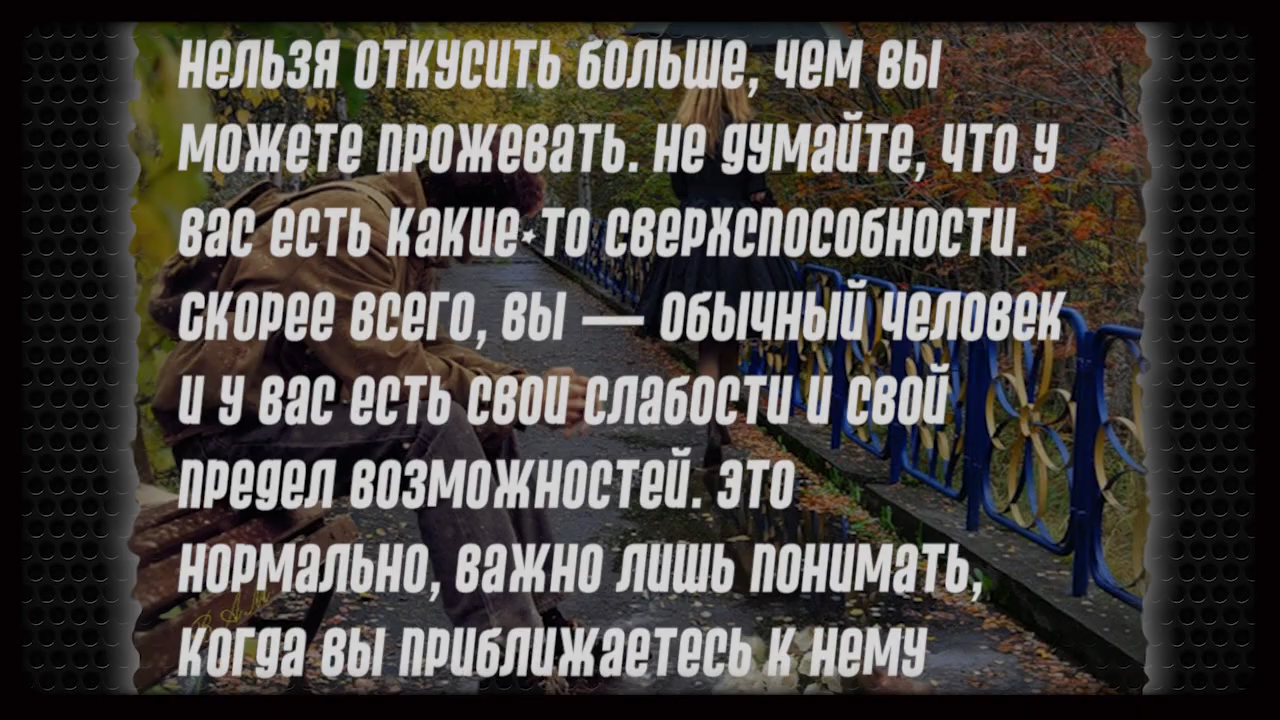 нельзя откусить больше, чем вы
можете прожевать. не думайте, что у
вас есть какие-то сверхспособности.
скорее всего, вы — обычный человек
и у вас есть свои слабости и свой
предел возможностей. это
нормально, важно лишь понимать,
когда вы приближаетесь к нему